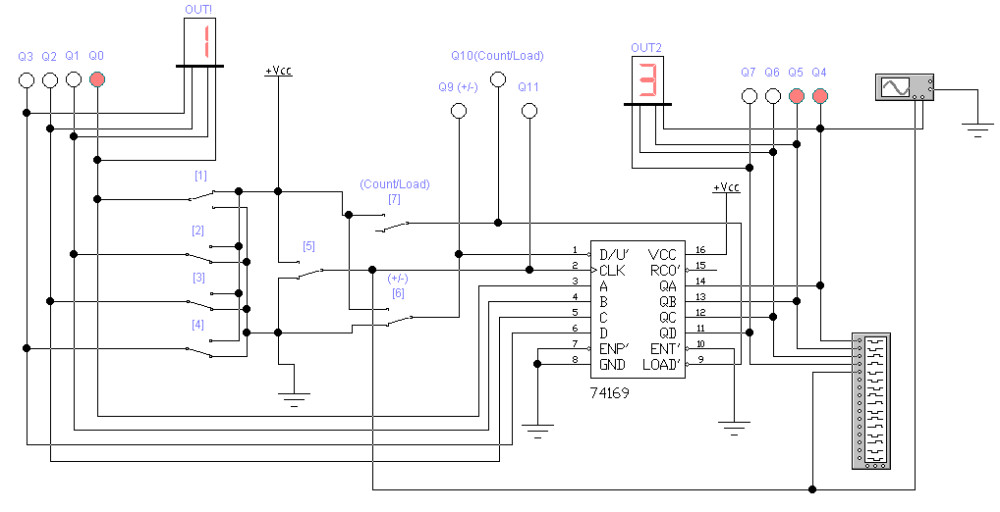 OUT!
1
Q3 Q2 Q1 Q0
+Vcc
Q10(Count/Load)
Q9 (+/-)
Q11
OUT2
3
Q7 Q6 Q5 Q4
[1]
[2]
[3]
[4]
[5]
(Count/Load)
[7]
(+/-)
[6]
+Vcc
1 D/U' VCC 16
2 CLK RCO' 15
3 A QA 14
4 B QB 13
5 C QC 12
6 D QD 11
7 ENP' ENT' 10
8 GND LOAD' 9
74169